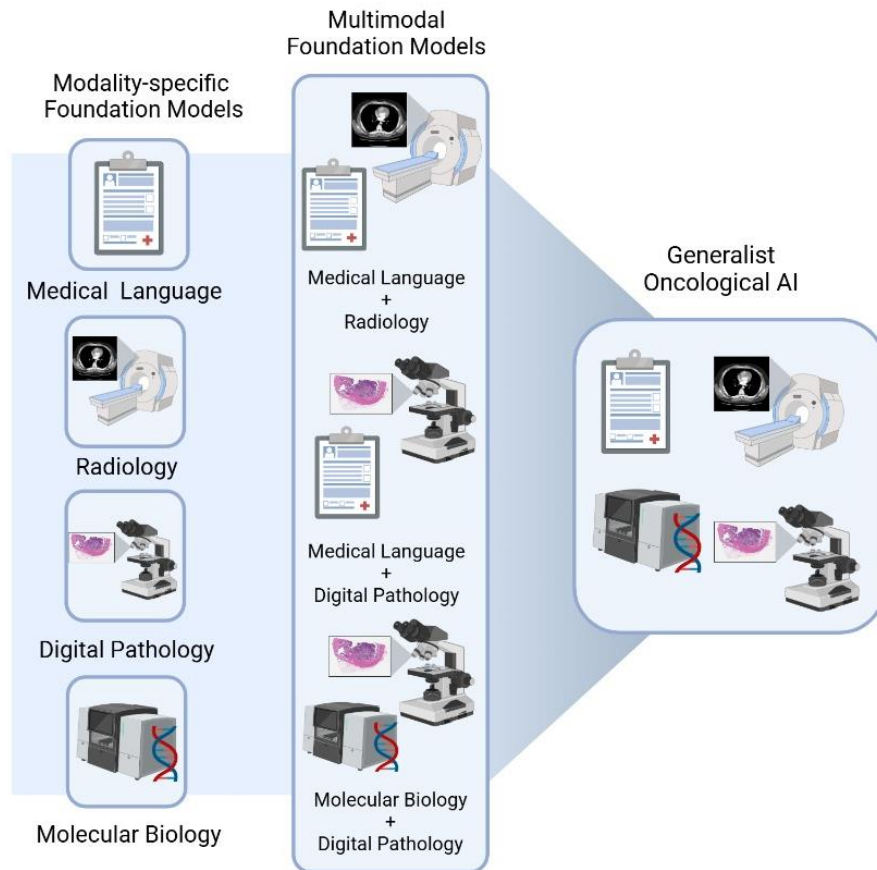 Modality-specific
Foundation Models
Medical Language
Radiology
Digital Pathology
Molecular Biology
Multimodal
Foundation Models
Medical Language
+
Radiology
Medical Language
+
Digital Pathology
Molecular Biology
+
Digital Pathology
Generalist
Oncological AI